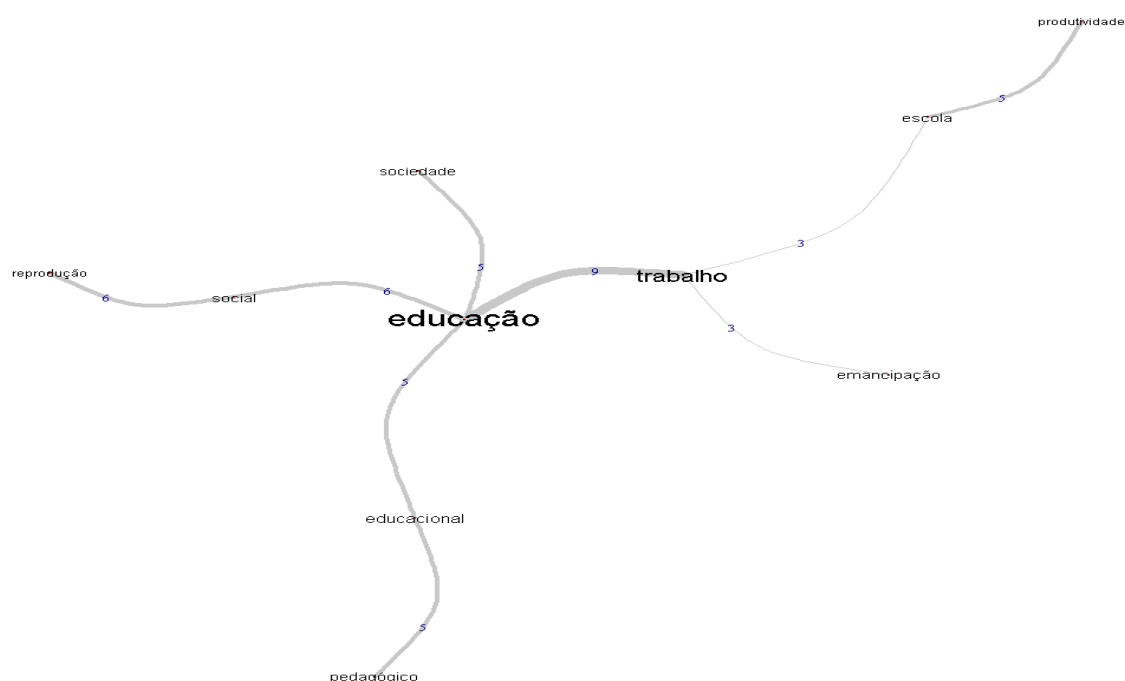 produtividade
5
escola
sociedade
3
5
9
trabalho
reprodução
6
social
6
educação
3
5
emancipação
educacional
5
pedagógico